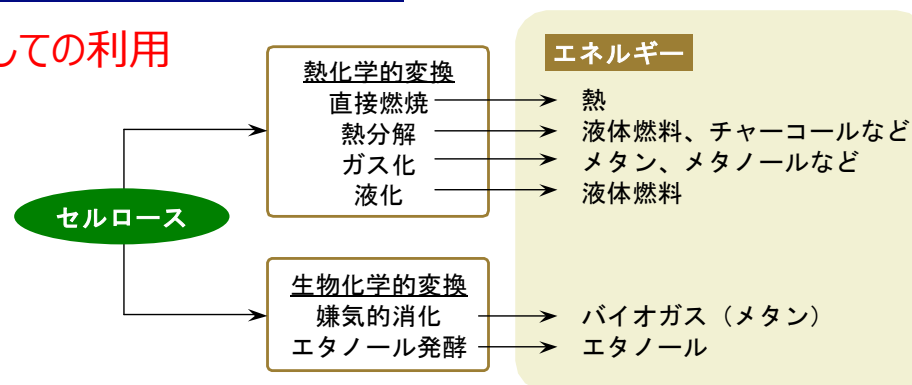 しての利用
エネルギー
熱化学的変換
直接燃焼
熱
熱分解
液体燃料、チャーコールなど
ガス化
メタン、メタノールなど
液化
液体燃料
セルロース
生物化学的変換
嫌気的消化
バイオガス（メタン）
エタノール発酵
エタノール